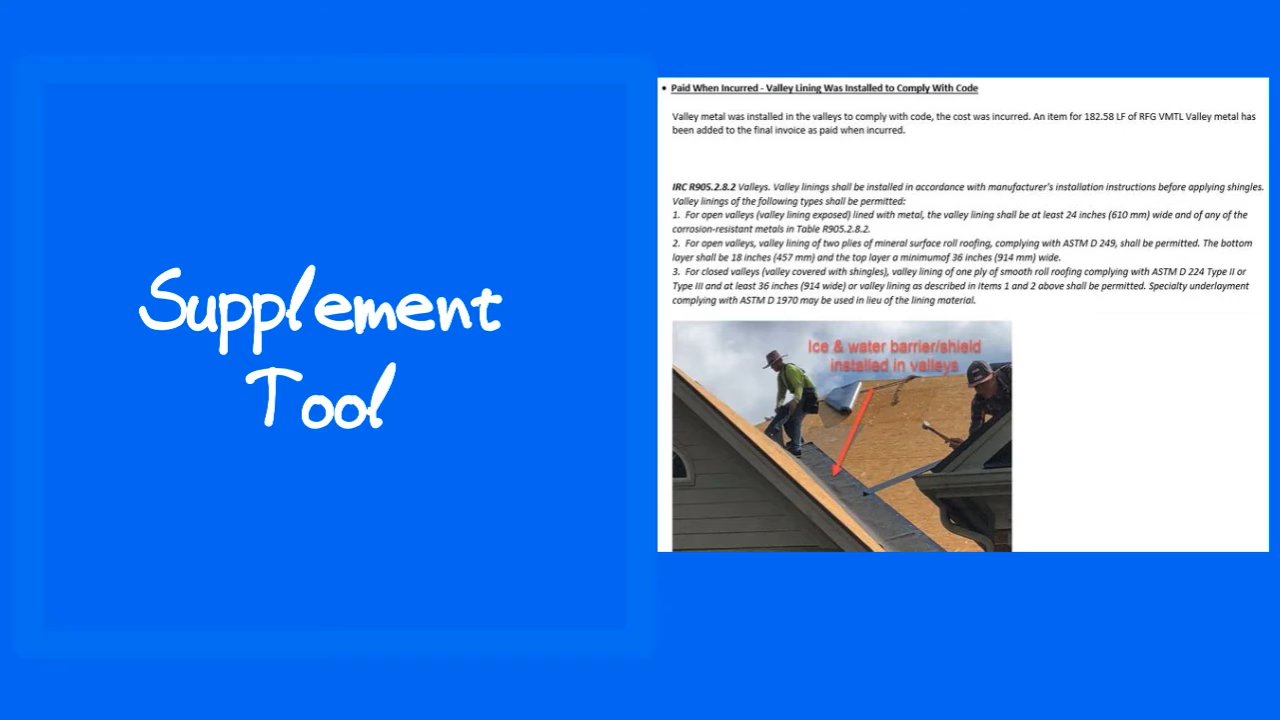 Supplement
Tool
• Paid When Incurred - Valley Lining Was Installed to Comply With Code
Valley metal was installed in the valleys to comply with code, the cost was incurred. An item for 182.58 LF of RFG VMTL Valley metal has
been added to the final invoice as paid when incurred.
IRC R905.2.8.2 Valleys. Valley linings shall be installed in accordance with manufacturer's installation instructions before applying shingles.
Valley linings of the following types shall be permitted:
1. For open valleys (valley lining exposed) lined with metal, the valley lining shall be at least 24 inches (610 mm) wide and of any of the
corrosion-resistant metals in Table R905.2.8.2.
2. For open valleys, valley lining of two plies of mineral surface roll roofing, complying with ASTM D 249, shall be permitted. The bottom
layer shall be 18 inches (457 mm) and the top layer a minimumof 36 inches (914 mm) wide.
3. For closed valleys (valley covered with shingles), valley lining of one ply of smooth roll roofing complying with ASTM D 224 Type II or
Type III and at least 36 inches (914 wide) or valley lining as described in Items 1 and 2 above shall be permitted. Specialty underlayment
complying with ASTM D 1970 may be used in lieu of the lining material.
Ice & water barrier/shield
installed in valleys